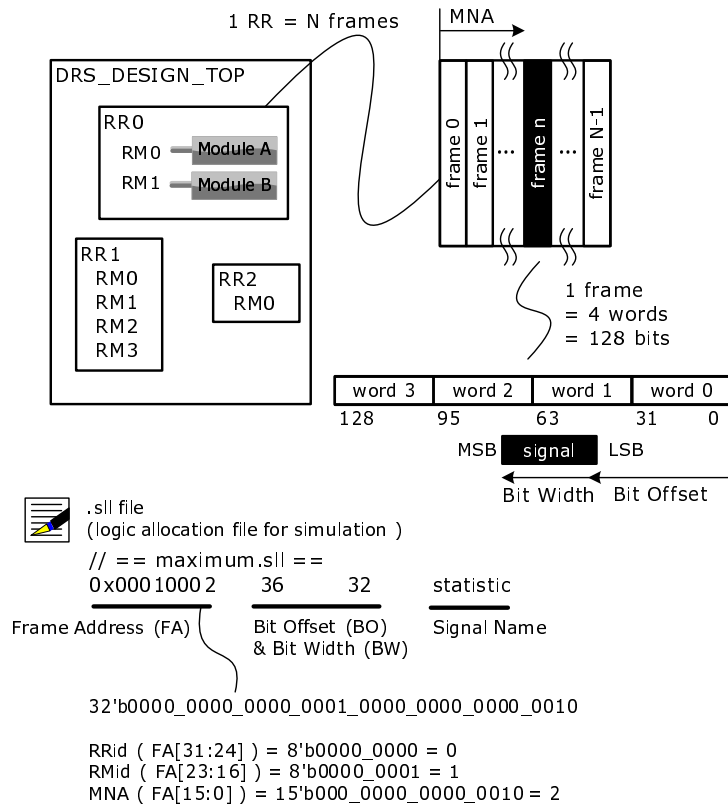 1 RR = N frames
MNA
DRS_DESIGN_TOP
RR0
RM0 Module A
RM1 Module B
RR1
RM0
RM1
RM2
RM3
RR2
RM0
frame 0
frame 1
...
frame n
...
frame N-1
1 frame
= 4 words
= 128 bits
word 3 word 2 word 1 word 0
128 95 63 31 0
MSB signal LSB
Bit Width Bit Offset
.sll file
(logic allocation file for simulation )
// == maximum.sll ==
0x00010002 36 32 statistic
Frame Address (FA) Bit Offset (BO) Signal Name
& Bit Width (BW)
32'b0000_0000_0000_0001_0000_0000_0000_0010
RRid ( FA[31:24] ) = 8'b0000_0000 = 0
RMid ( FA[23:16] ) = 8'b0000_0001 = 1
MNA ( FA[15:0] ) = 15'b000_0000_0000_0010 = 2